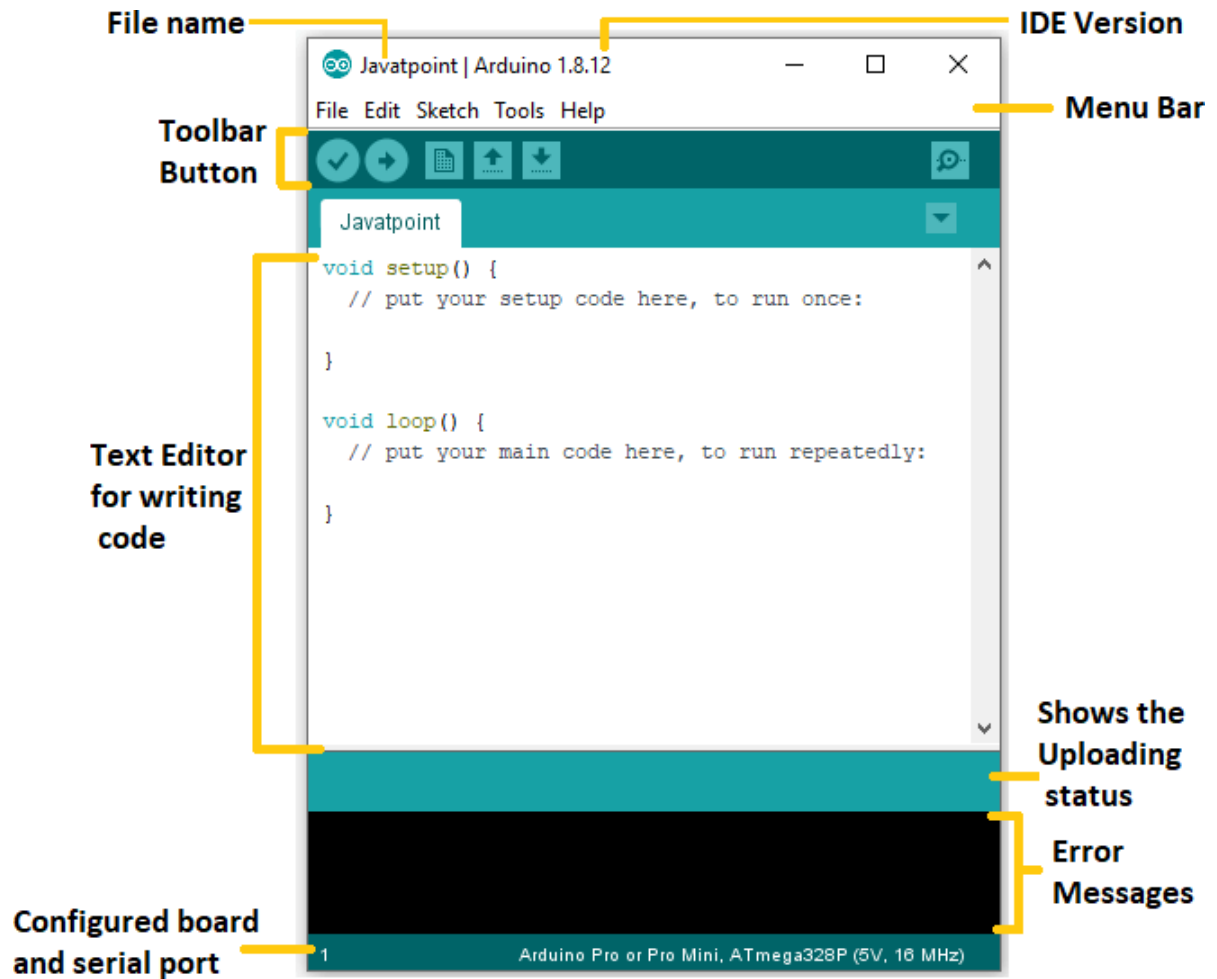 File name
IDE Version
Javatpoint | Arduino 1.8.12
File Edit Sketch Tools Help
Menu Bar
Toolbar
Button
Javatpoint
void setup() {
  // put your setup code here, to run once:
}
void loop() {
  // put your main code here, to run repeatedly:
}
Text Editor
for writing
code
Shows the
Uploading
status
Error
Messages
Configured board
and serial port
1 Arduino Pro or Pro Mini, ATmega328P (5V, 16 MHz)